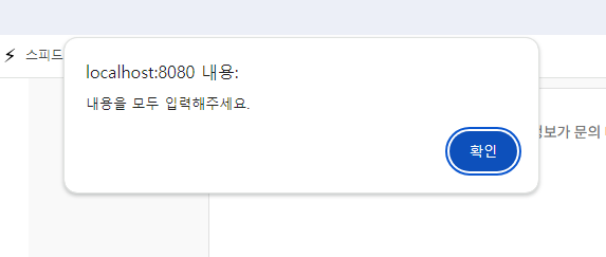 스피드
localhost:8080 내용:
내용을 모두 입력해주세요.
확인
보가 문의